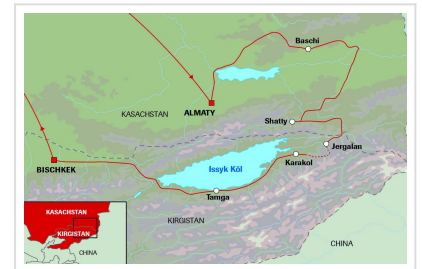 Baschi
ALMATY
KASACHSTAN
Shatty
Jergalan
BISCHKEK
Issyk Köl
Karakol
Tamga
KIRGISTAN
CHINA
KASACHSTAN
KIRGISTAN
CHINA